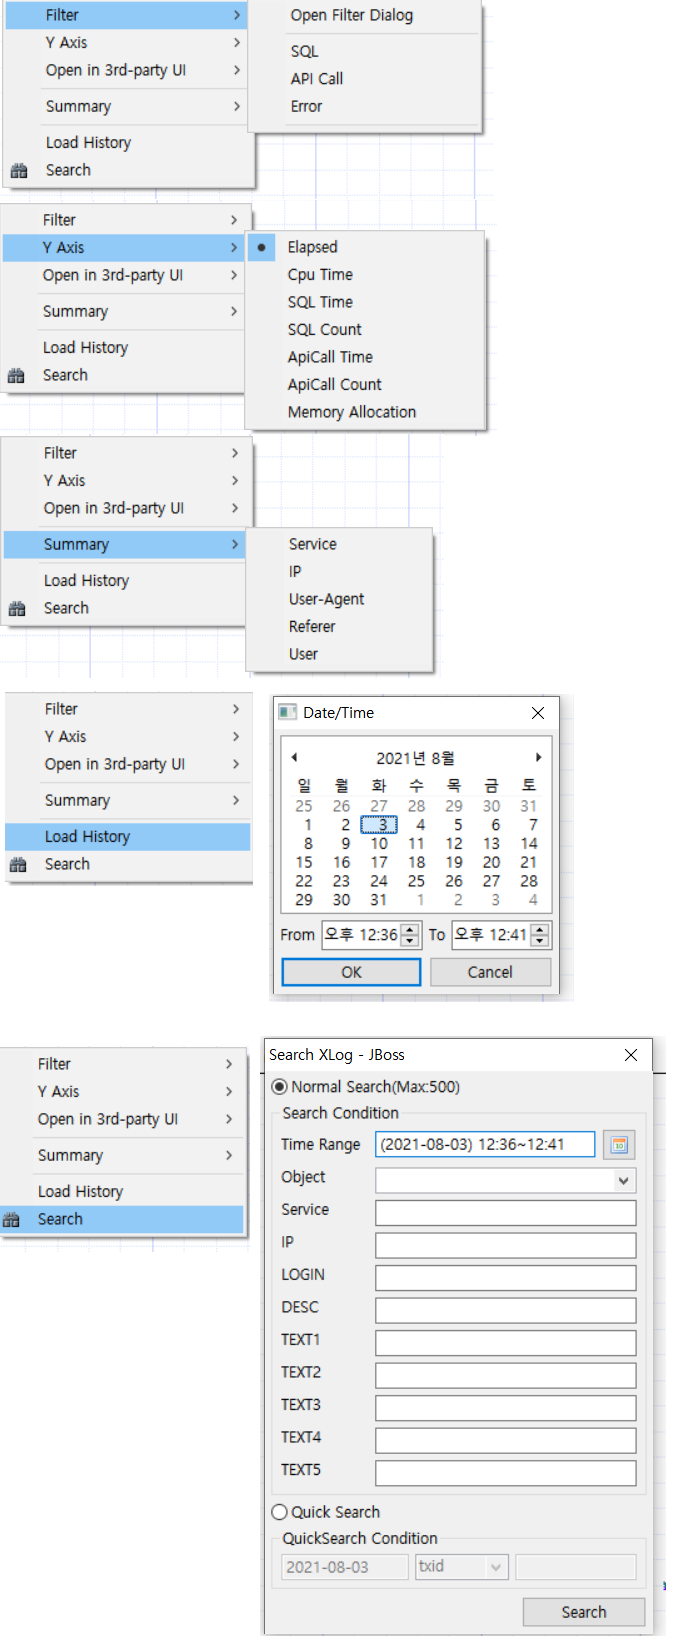 Filter
Y Axis
Open in 3rd-party UI
Summary
Load History
Search
Open Filter Dialog
SQL
API Call
Error
Filter
Y Axis
Open in 3rd-party UI
Summary
Load History
Search
Elapsed
Cpu Time
SQL Time
SQL Count
ApiCall Time
ApiCall Count
Memory Allocation
Filter
Y Axis
Open in 3rd-party UI
Summary
Load History
Search
Service
IP
User-Agent
Referer
User
Filter
Y Axis
Open in 3rd-party UI
Summary
Load History
Search
Date/Time
2021년 8월
일 월 화 수 목 금 토
25 26 27 28 29 30 31
1 2 3 4 5 6 7
8 9 10 11 12 13 14
15 16 17 18 19 20 21
22 23 24 25 26 27 28
29 30 31 1 2 3 4
From 오후 12:36 To 오후 12:41
OK Cancel
Filter
Y Axis
Open in 3rd-party UI
Summary
Load History
Search
Search XLog - JBoss
Normal Search(Max:500)
Search Condition
Time Range (2021-08-03) 12:36~12:41
Object
Service
IP
LOGIN
DESC
TEXT1
TEXT2
TEXT3
TEXT4
TEXT5
Quick Search
QuickSearch Condition
2021-08-03 txid
Search